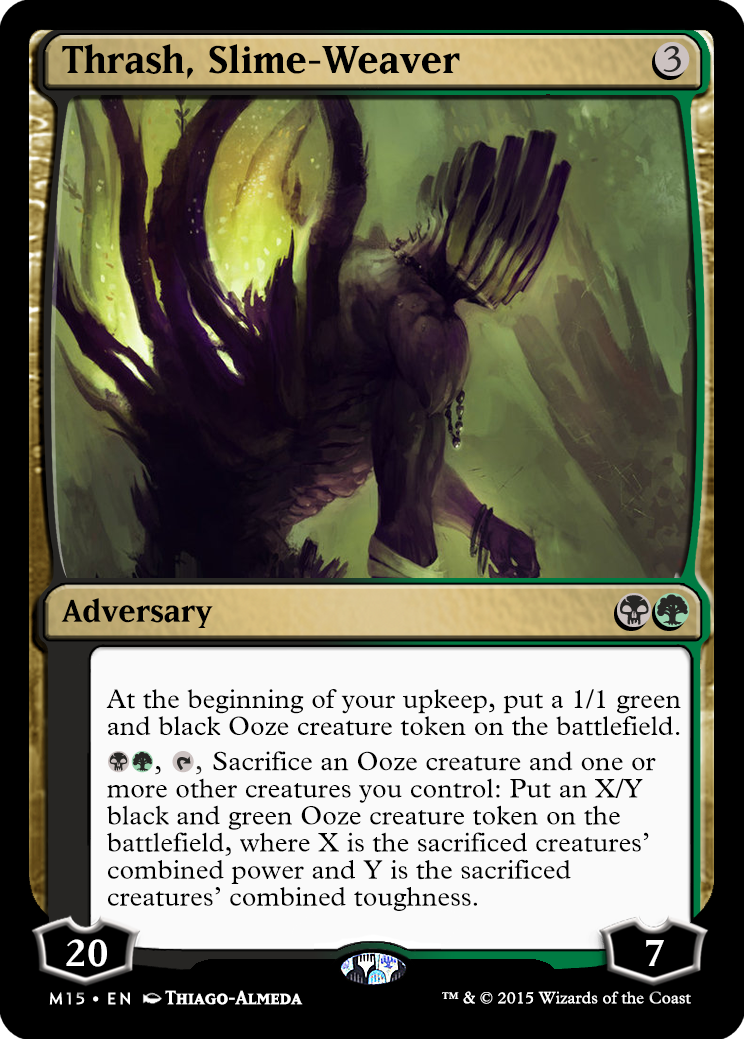 Thrash, Slime-Weaver 3
Adversary
At the beginning of your upkeep, put a 1/1 green
and black Ooze creature token on the battlefield.
, , Sacrifice an Ooze creature and one or
more other creatures you control: Put an X/Y
black and green Ooze creature token on the
battlefield, where X is the sacrificed creatures’
combined power and Y is the sacrificed
creatures’ combined toughness.
20 7
M15 • EN Thiago-Almeda ™ & © 2015 Wizards of the Coast